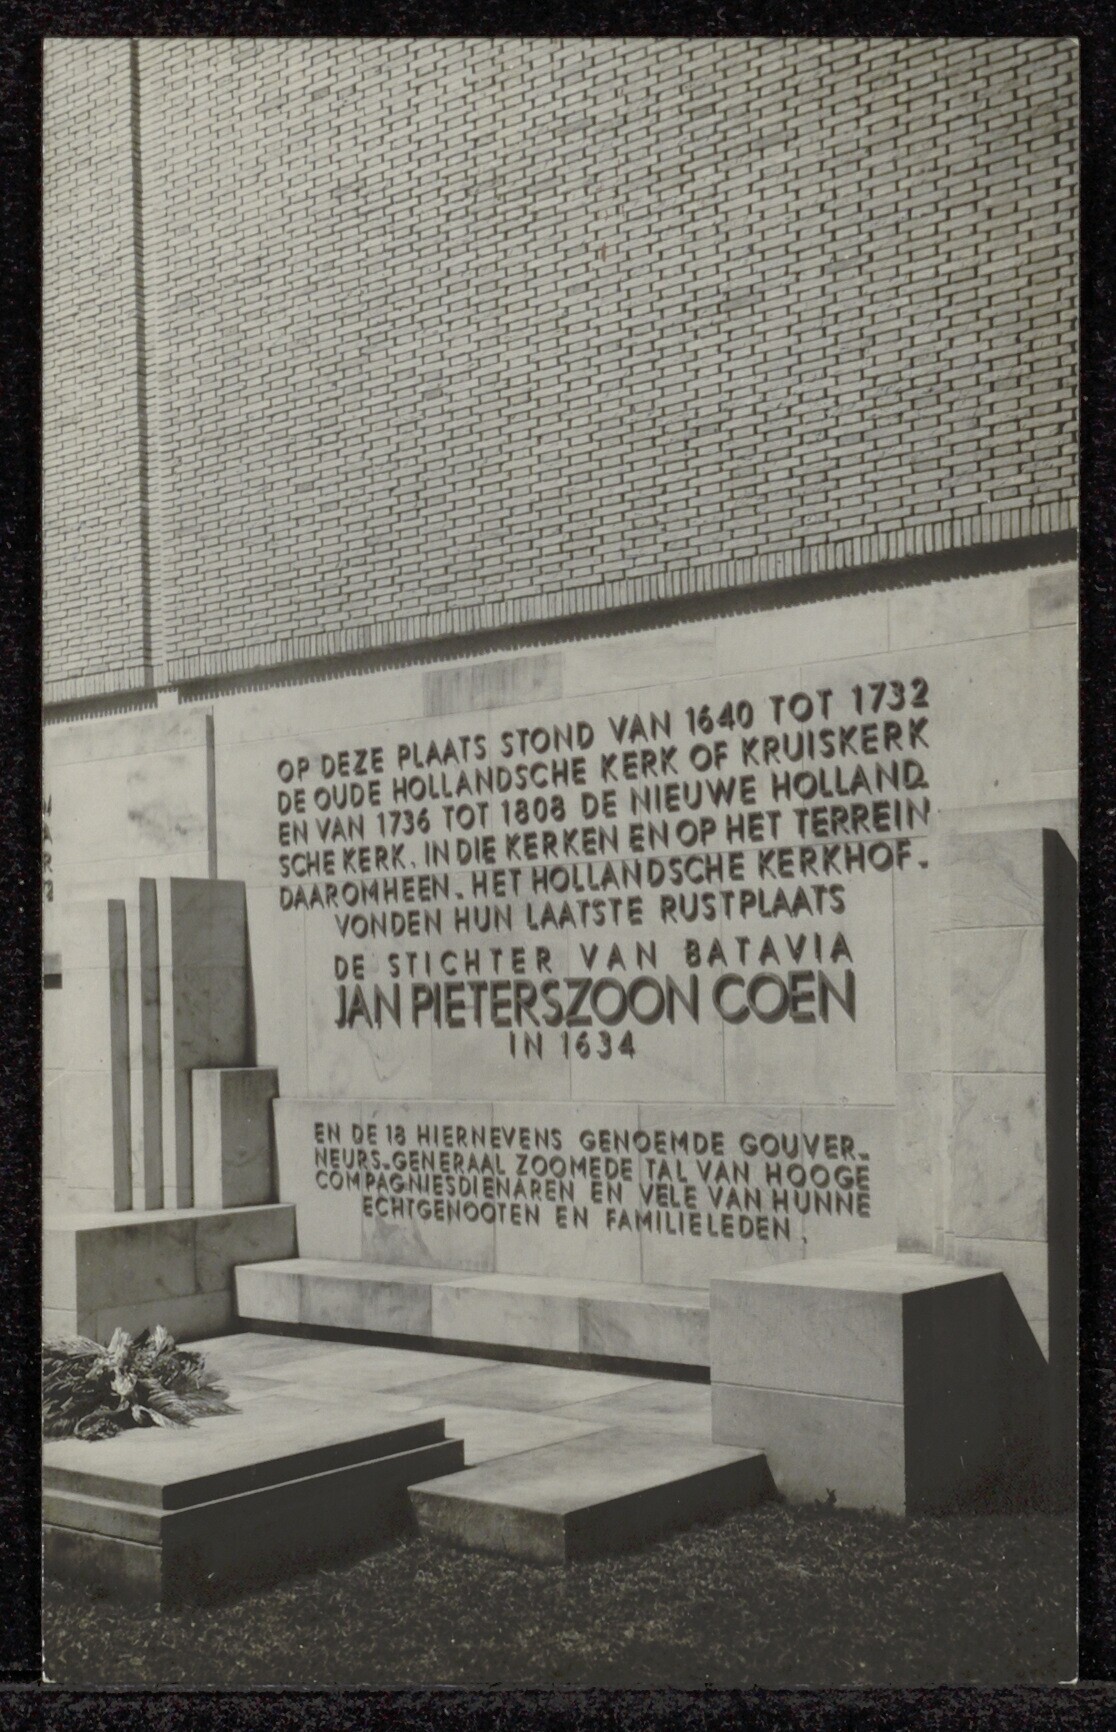 OP DEZE PLAATS STOND VAN 1640 TOT 1732
DE OUDE HOLLANDSCHE KERK OF KRUISKERK
EN VAN 1736 TOT 1808 DE NIEUWE HOLLAND-
SCHE KERK. IN DIE KERKEN EN OP HET TERREIN
DAAROMHEEN-HET HOLLANDSCHE KERKHOF-
VONDEN HUN LAATSTE RUSTPLAATS
DE STICHTER VAN BATAVIA
JAN PIETERSZOON COEN
IN 1634
EN DE 18 HIERNEVENS GENOEMDE GOUVER-
NEURS-GENERAAL ZOOMEDE TAL VAN HOOGE
COMPAGNIESDIENAREN EN VELE VAN HUNNE
ECHTGENOOTEN EN FAMILIELEDEN.